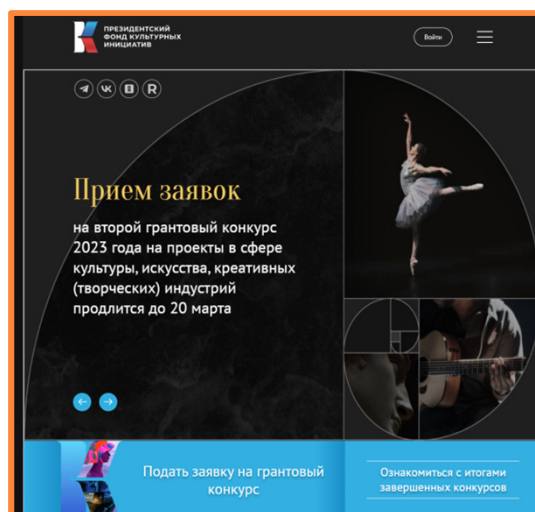 ПРЕЗИДЕНТСКИЙ
ФОНД КУЛЬТУРНЫХ
ИНИЦИАТИВ
Войти
Прием заявок
на второй грантовый конкурс
2023 года на проекты в сфере
культуры, искусства, креативных
(творческих) индустрий
продлится до 20 марта
Подать заявку на грантовый
конкурс
Ознакомиться с итогами
завершенных конкурсов